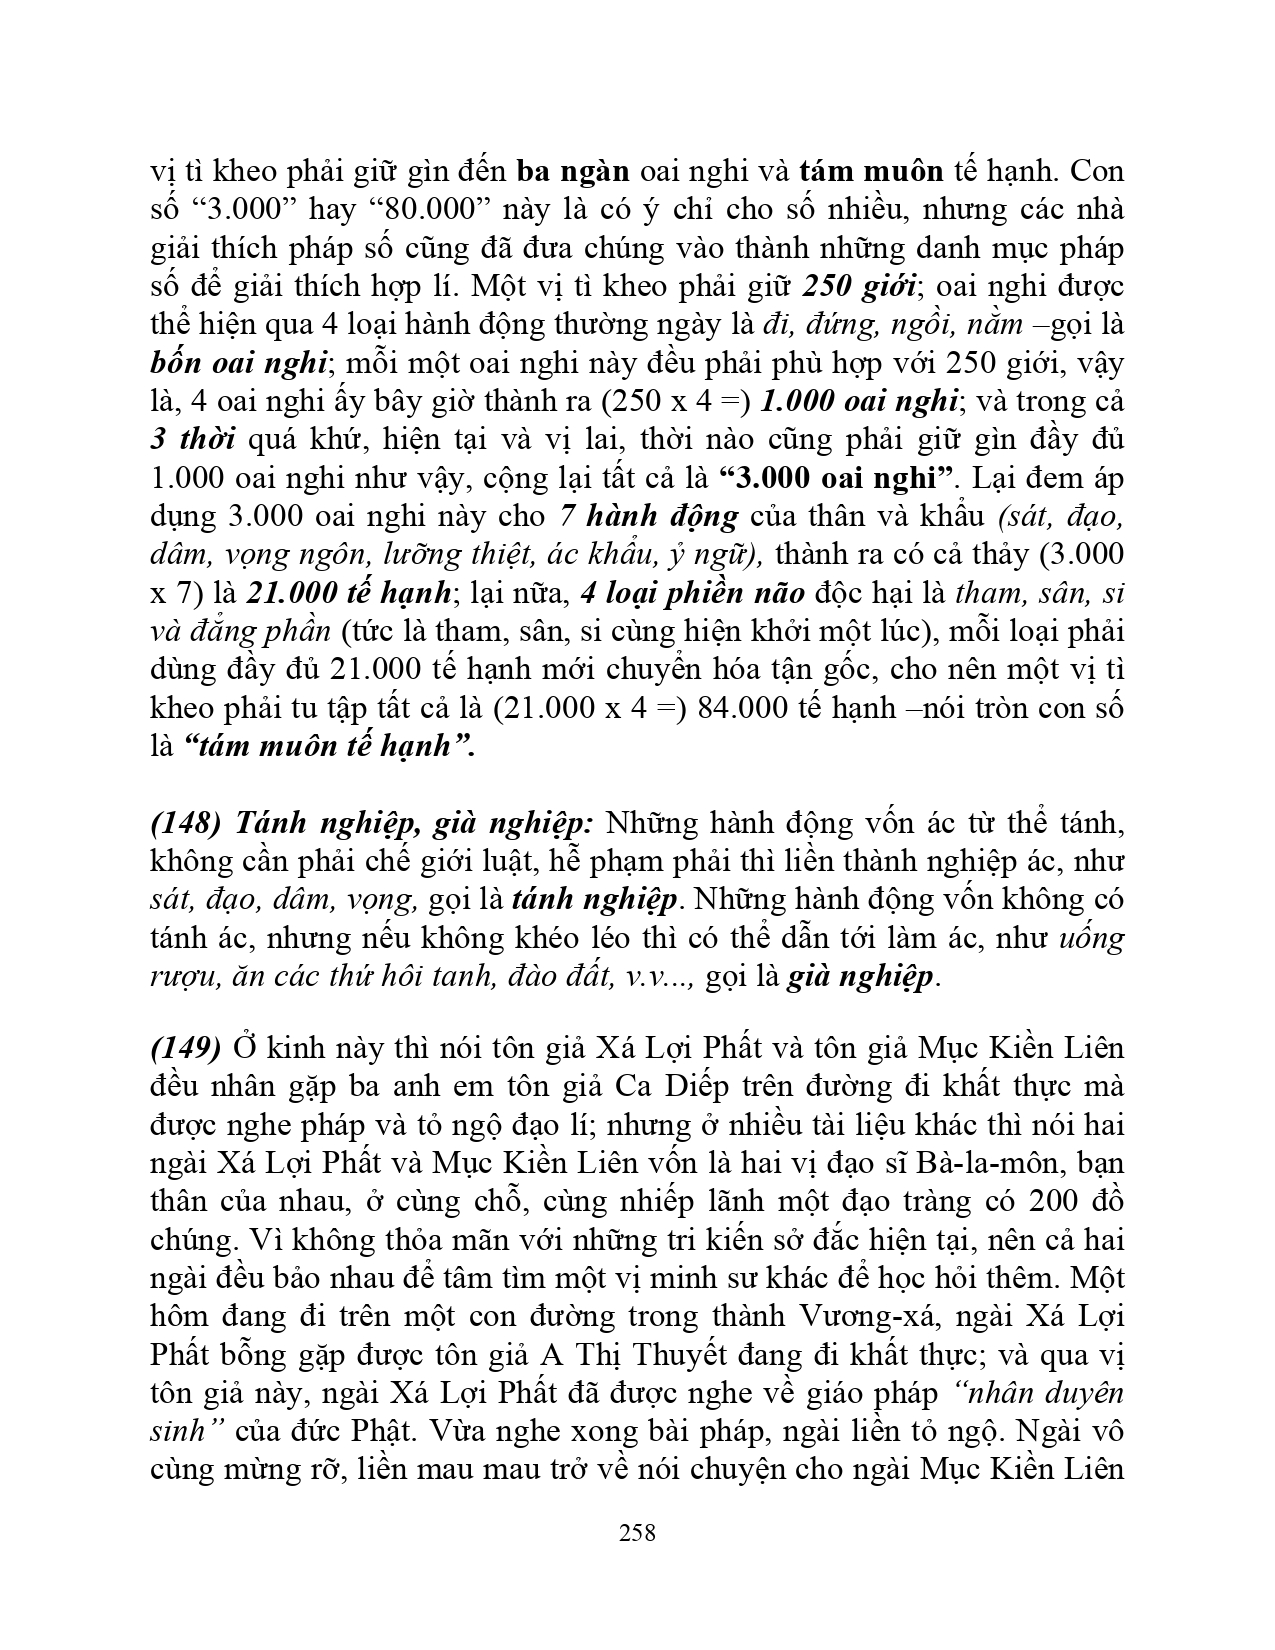 vị tì kheo phải giữ gìn đến ba ngàn oai nghi và tám muôn tế hạnh. Con
số “3.000” hay “80.000” này là có ý chỉ cho số nhiều, nhưng các nhà
giải thích pháp số cũng đã đưa chúng vào thành những danh mục pháp
số để giải thích hợp lí. Một vị tì kheo phải giữ 250 giới; oai nghi được
thể hiện qua 4 loại hành động thường ngày là đi, đứng, ngồi, nằm –gọi là
bốn oai nghi; mỗi một oai nghi này đều phải phù hợp với 250 giới, vậy
là, 4 oai nghi ấy bây giờ thành ra (250 x 4 =) 1.000 oai nghi; và trong cả
3 thời quá khứ, hiện tại và vị lai, thời nào cũng phải giữ gìn đầy đủ
1.000 oai nghi như vậy, cộng lại tất cả là “3.000 oai nghi”. Lại đem áp
dụng 3.000 oai nghi này cho 7 hành động của thân và khẩu (sát, đạo,
dâm, vọng ngôn, lưỡng thiệt, ác khẩu, ỷ ngữ), thành ra có cả thảy (3.000
x 7) là 21.000 tế hạnh; lại nữa, 4 loại phiền não độc hại là tham, sân, si
và đẳng phần (tức là tham, sân, si cùng hiện khởi một lúc), mỗi loại phải
dùng đầy đủ 21.000 tế hạnh mới chuyển hóa tận gốc, cho nên một vị tì
kheo phải tu tập tất cả là (21.000 x 4 =) 84.000 tế hạnh –nói tròn con số
là “tám muôn tế hạnh”.
(148) Tánh nghiệp, già nghiệp: Những hành động vốn ác từ thể tánh,
không cần phải chế giới luật, hễ phạm phải thì liền thành nghiệp ác, như
sát, đạo, dâm, vọng, gọi là tánh nghiệp. Những hành động vốn không có
tánh ác, nhưng nếu không khéo léo thì có thể dẫn tới làm ác, như uống
rượu, ăn các thứ hôi tanh, đào đất, v.v..., gọi là già nghiệp.
(149) Ở kinh này thì nói tôn giả Xá Lợi Phất và tôn giả Mục Kiền Liên
đều nhân gặp ba anh em tôn giả Ca Diếp trên đường đi khất thực mà
được nghe pháp và tỏ ngộ đạo lí; nhưng ở nhiều tài liệu khác thì nói hai
ngài Xá Lợi Phất và Mục Kiền Liên vốn là hai vị đạo sĩ Bà-la-môn, bạn
thân của nhau, ở cùng chỗ, cùng nhiếp lãnh một đạo tràng có 200 đồ
chúng. Vì không thỏa mãn với những tri kiến sở đắc hiện tại, nên cả hai
ngài đều bảo nhau để tâm tìm một vị minh sư khác để học hỏi thêm. Một
hôm đang đi trên một con đường trong thành Vương-xá, ngài Xá Lợi
Phất bỗng gặp được tôn giả A Thị Thuyết đang đi khất thực; và qua vị
tôn giả này, ngài Xá Lợi Phất đã được nghe về giáo pháp “nhân duyên
sinh” của đức Phật. Vừa nghe xong bài pháp, ngài liền tỏ ngộ. Ngài vô
cùng mừng rỡ, liền mau mau trở về nói chuyện cho ngài Mục Kiền Liên
258